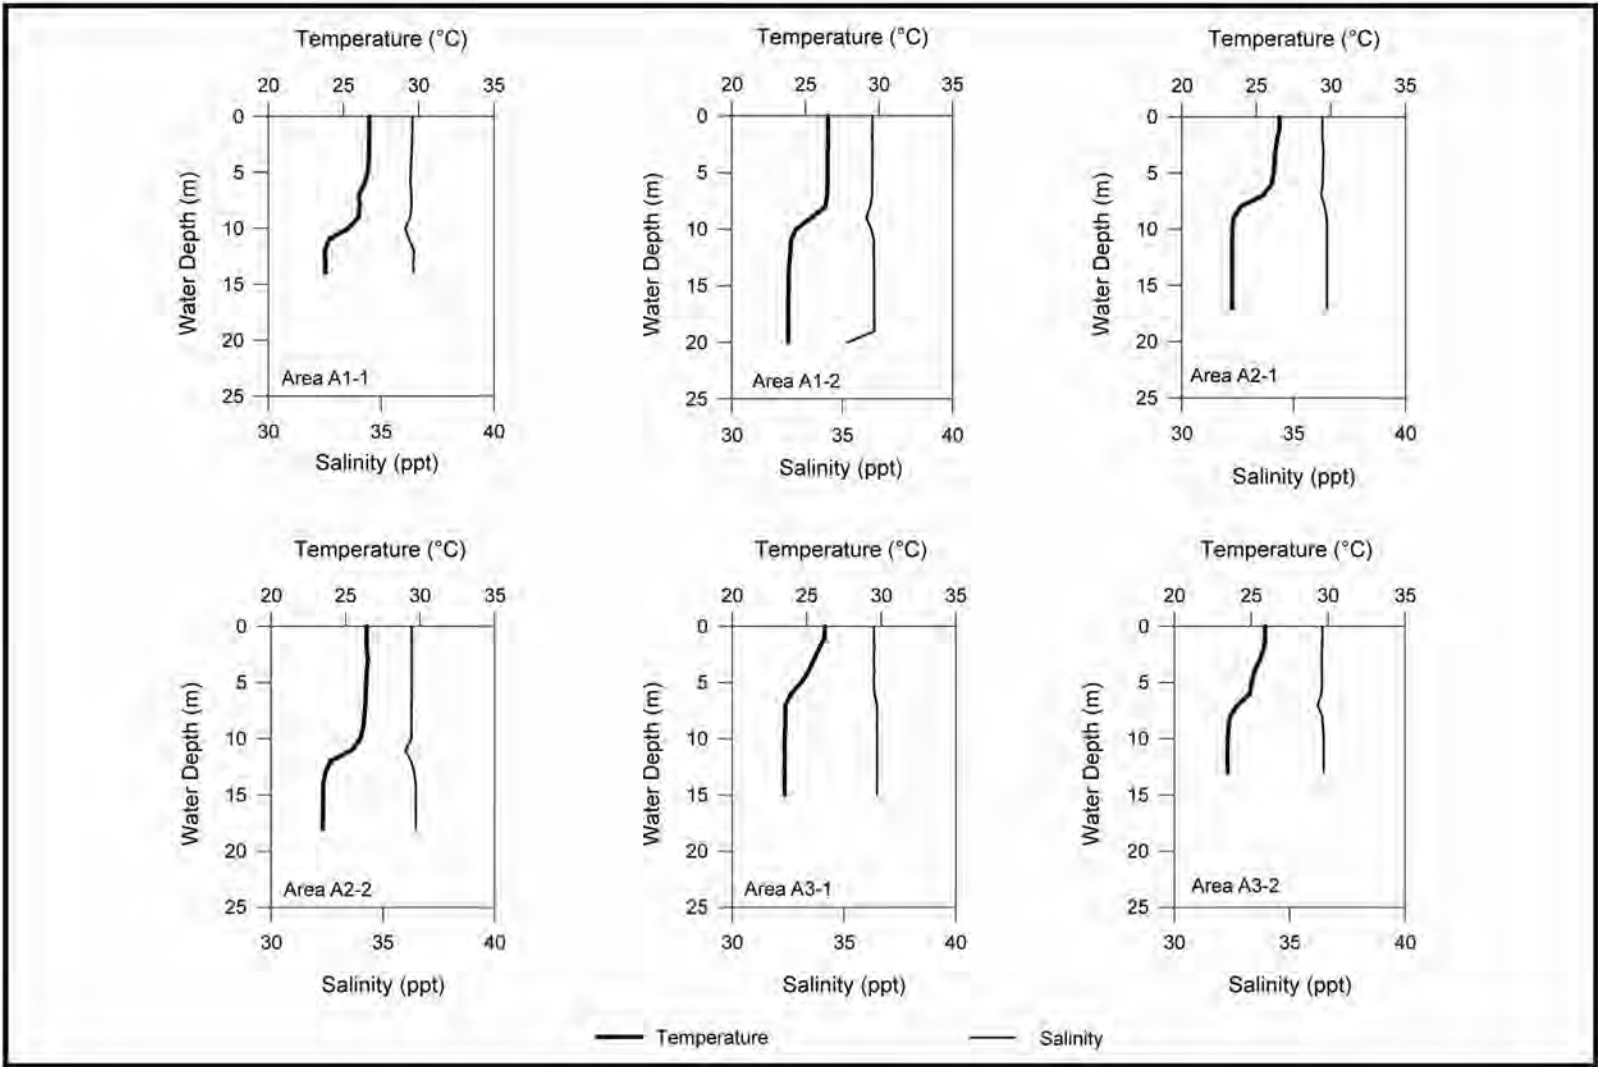 Temperature (°C) Temperature (°C) Temperature (°C)
20 25 30 35 20 25 30 35 20 25 30 35
0 0 0
5 5 5
10 10 10
15 15 15
20 20 20
25 25 25
Water Depth (m) Water Depth (m) Water Depth (m)
Area A1-1 Area A1-2 Area A2-1
30 35 40 30 35 40 30 35 40
Salinity (ppt) Salinity (ppt) Salinity (ppt)
Temperature (°C) Temperature (°C) Temperature (°C)
20 25 30 35 20 25 30 35 20 25 30 35
0 0 0
5 5 5
10 10 10
15 15 15
20 20 20
25 25 25
Water Depth (m) Water Depth (m) Water Depth (m)
Area A2-2 Area A3-1 Area A3-2
30 35 40 30 35 40 30 35 40
Salinity (ppt) Salinity (ppt) Salinity (ppt)
Temperature Salinity